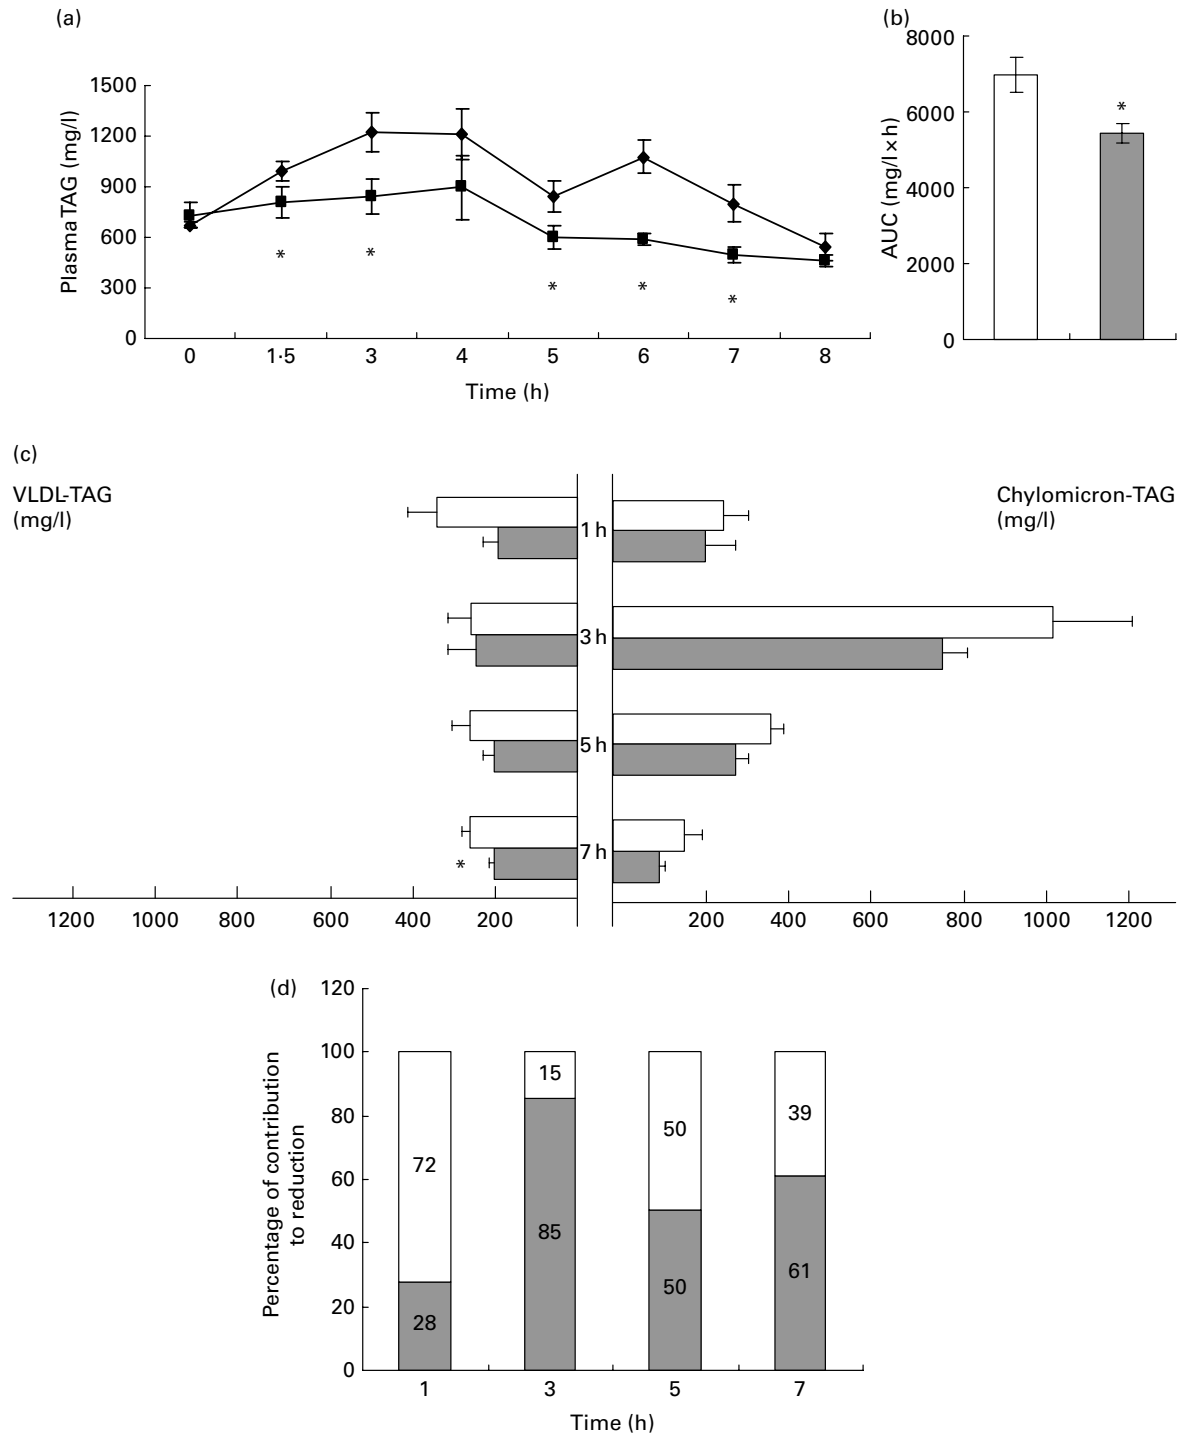 (a)
1500
1200
900
600
300
0
Plasma TAG (mg/l)
* * * * *
0 1·5 3 4 5 6 7 8
Time (h)
(b)
8000
6000
4000
2000
0
AUC (mg/l×h)
*
(c)
VLDL-TAG
(mg/l)
Chylomicron-TAG
(mg/l)
1 h
3 h
5 h
7 h
*
1200 1000 800 600 400 200 200 400 600 800 1000 1200
(d)
120
100
80
60
40
20
0
Percentage of contribution
to reduction
72 15 50 39
28 85 50 61
1 3 5 7
Time (h)